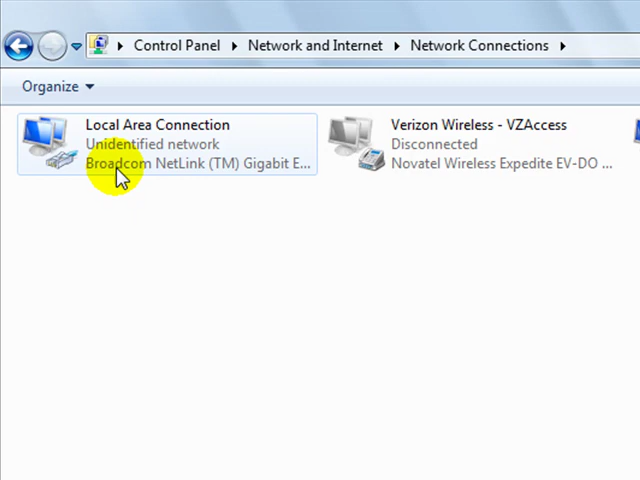 Control Panel Network and Internet Network Connections
Organize
Local Area Connection
Unidentified network
Broadcom NetLink (TM) Gigabit E...
Verizon Wireless - VZAccess
Disconnected
Novatel Wireless Expedite EV-DO ...